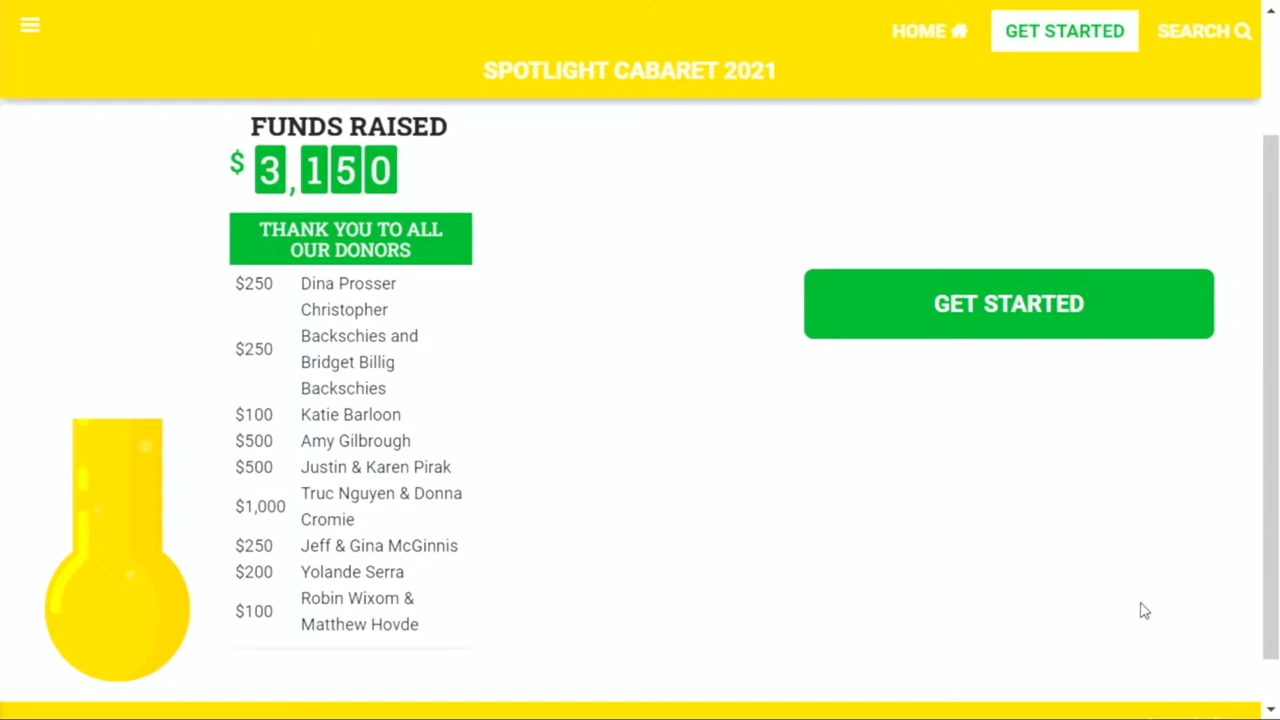 HOME
GET STARTED
SEARCH
SPOTLIGHT CABARET 2021
FUNDS RAISED
$ 3,150
THANK YOU TO ALL
OUR DONORS
$250 Dina Prosser
$250 Christopher
Backschies and
Bridget Billig
Backschies
$100 Katie Barloon
$500 Amy Gilbrough
$500 Justin & Karen Pirak
$1,000 Truc Nguyen & Donna
Cromie
$250 Jeff & Gina McGinnis
$200 Yolande Serra
$100 Robin Wixom &
Matthew Hovde
GET STARTED